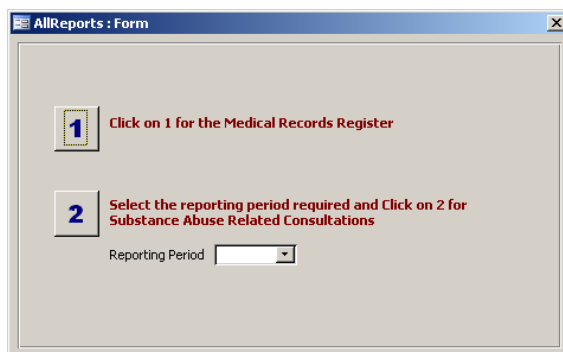 AllReports : Form
1
Click on 1 for the Medical Records Register
2
Select the reporting period required and Click on 2 for
Substance Abuse Related Consultations
Reporting Period